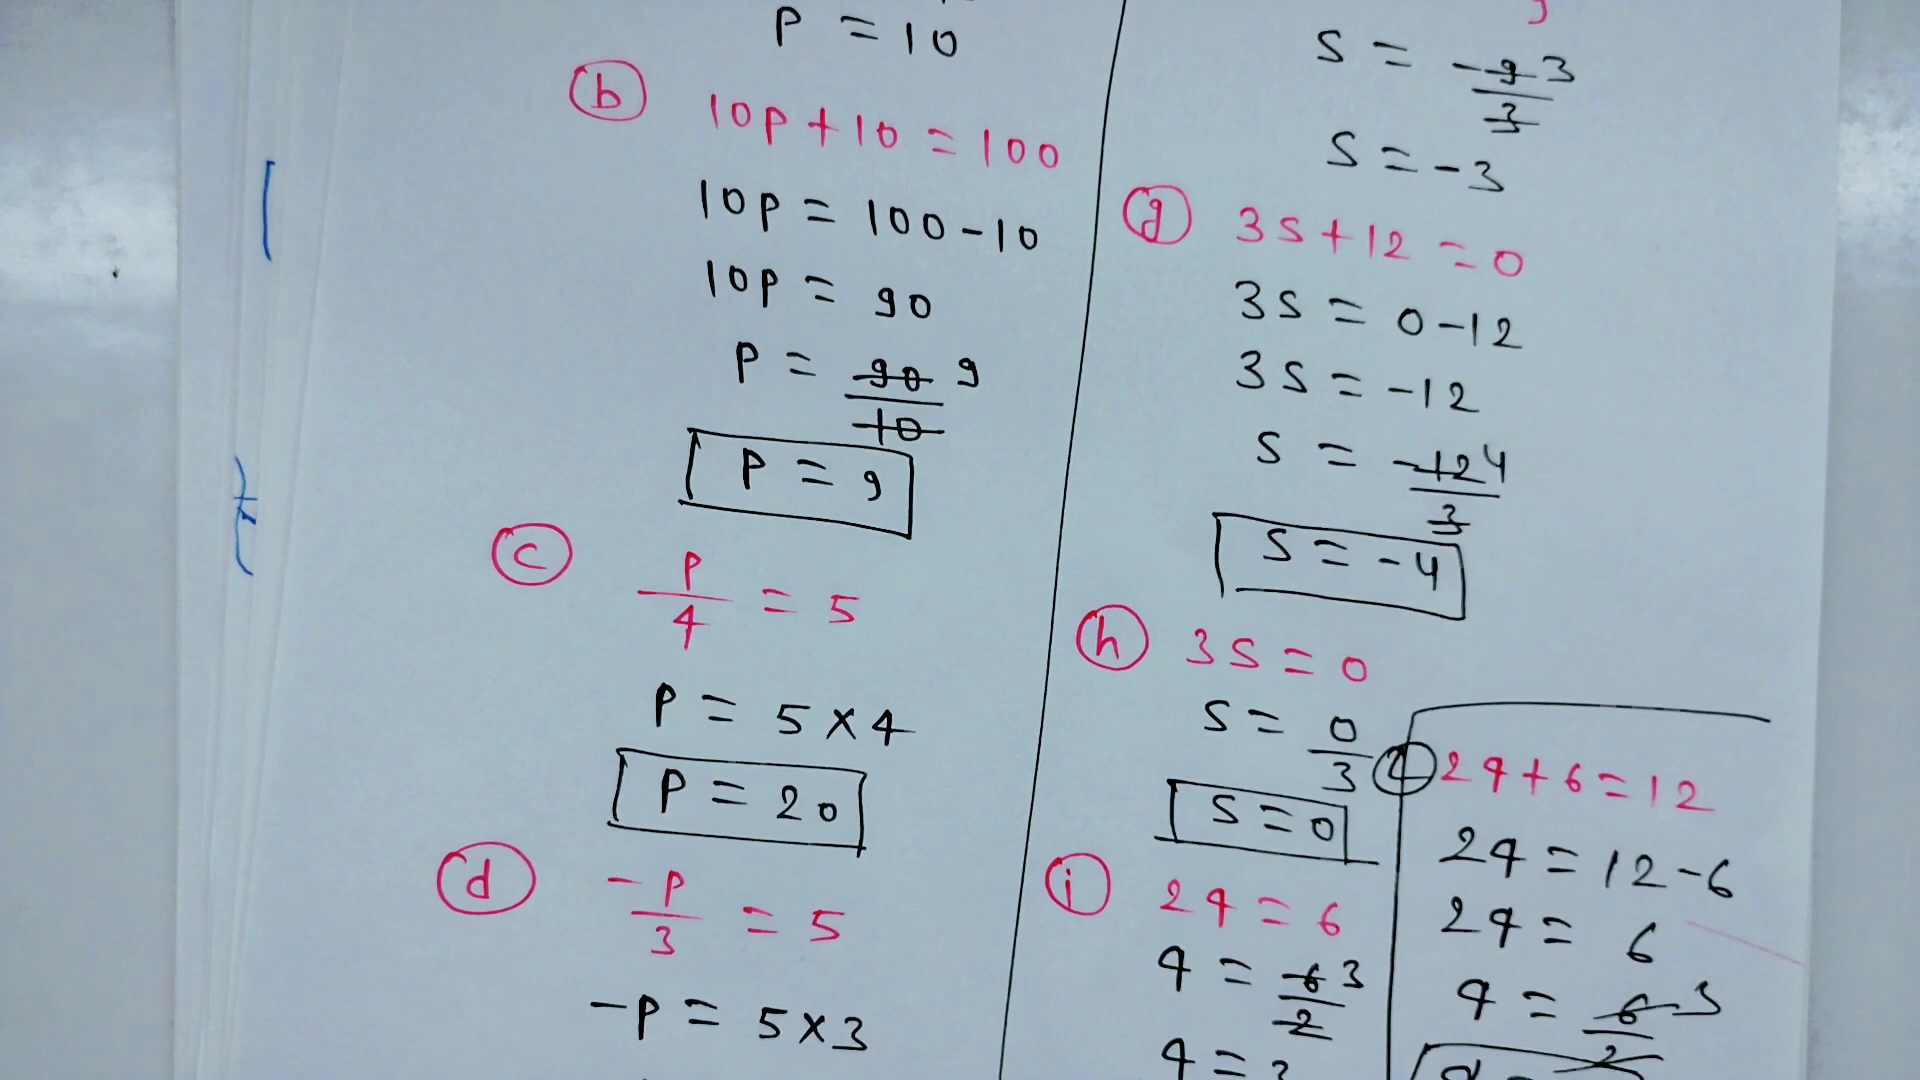 P = 10
(b) 10p + 10 = 100
10p = 100 - 10
10p = 90
P = 90/10 9
P = 9
(c) P/4 = 5
P = 5 × 4
P = 20
(d) -P/3 = 5
-P = 5 × 3
S = -9/3 3
S = -3
(g) 3S + 12 = 0
3S = 0 - 12
3S = -12
S = -12/3 4
S = -4
(h) 3S = 0
S = 0/3
S = 0
(i) 2q = 6
q = 6/2 3
q = 3
2q + 6 = 12
2q = 12 - 6
2q = 6
q = 6/2 3